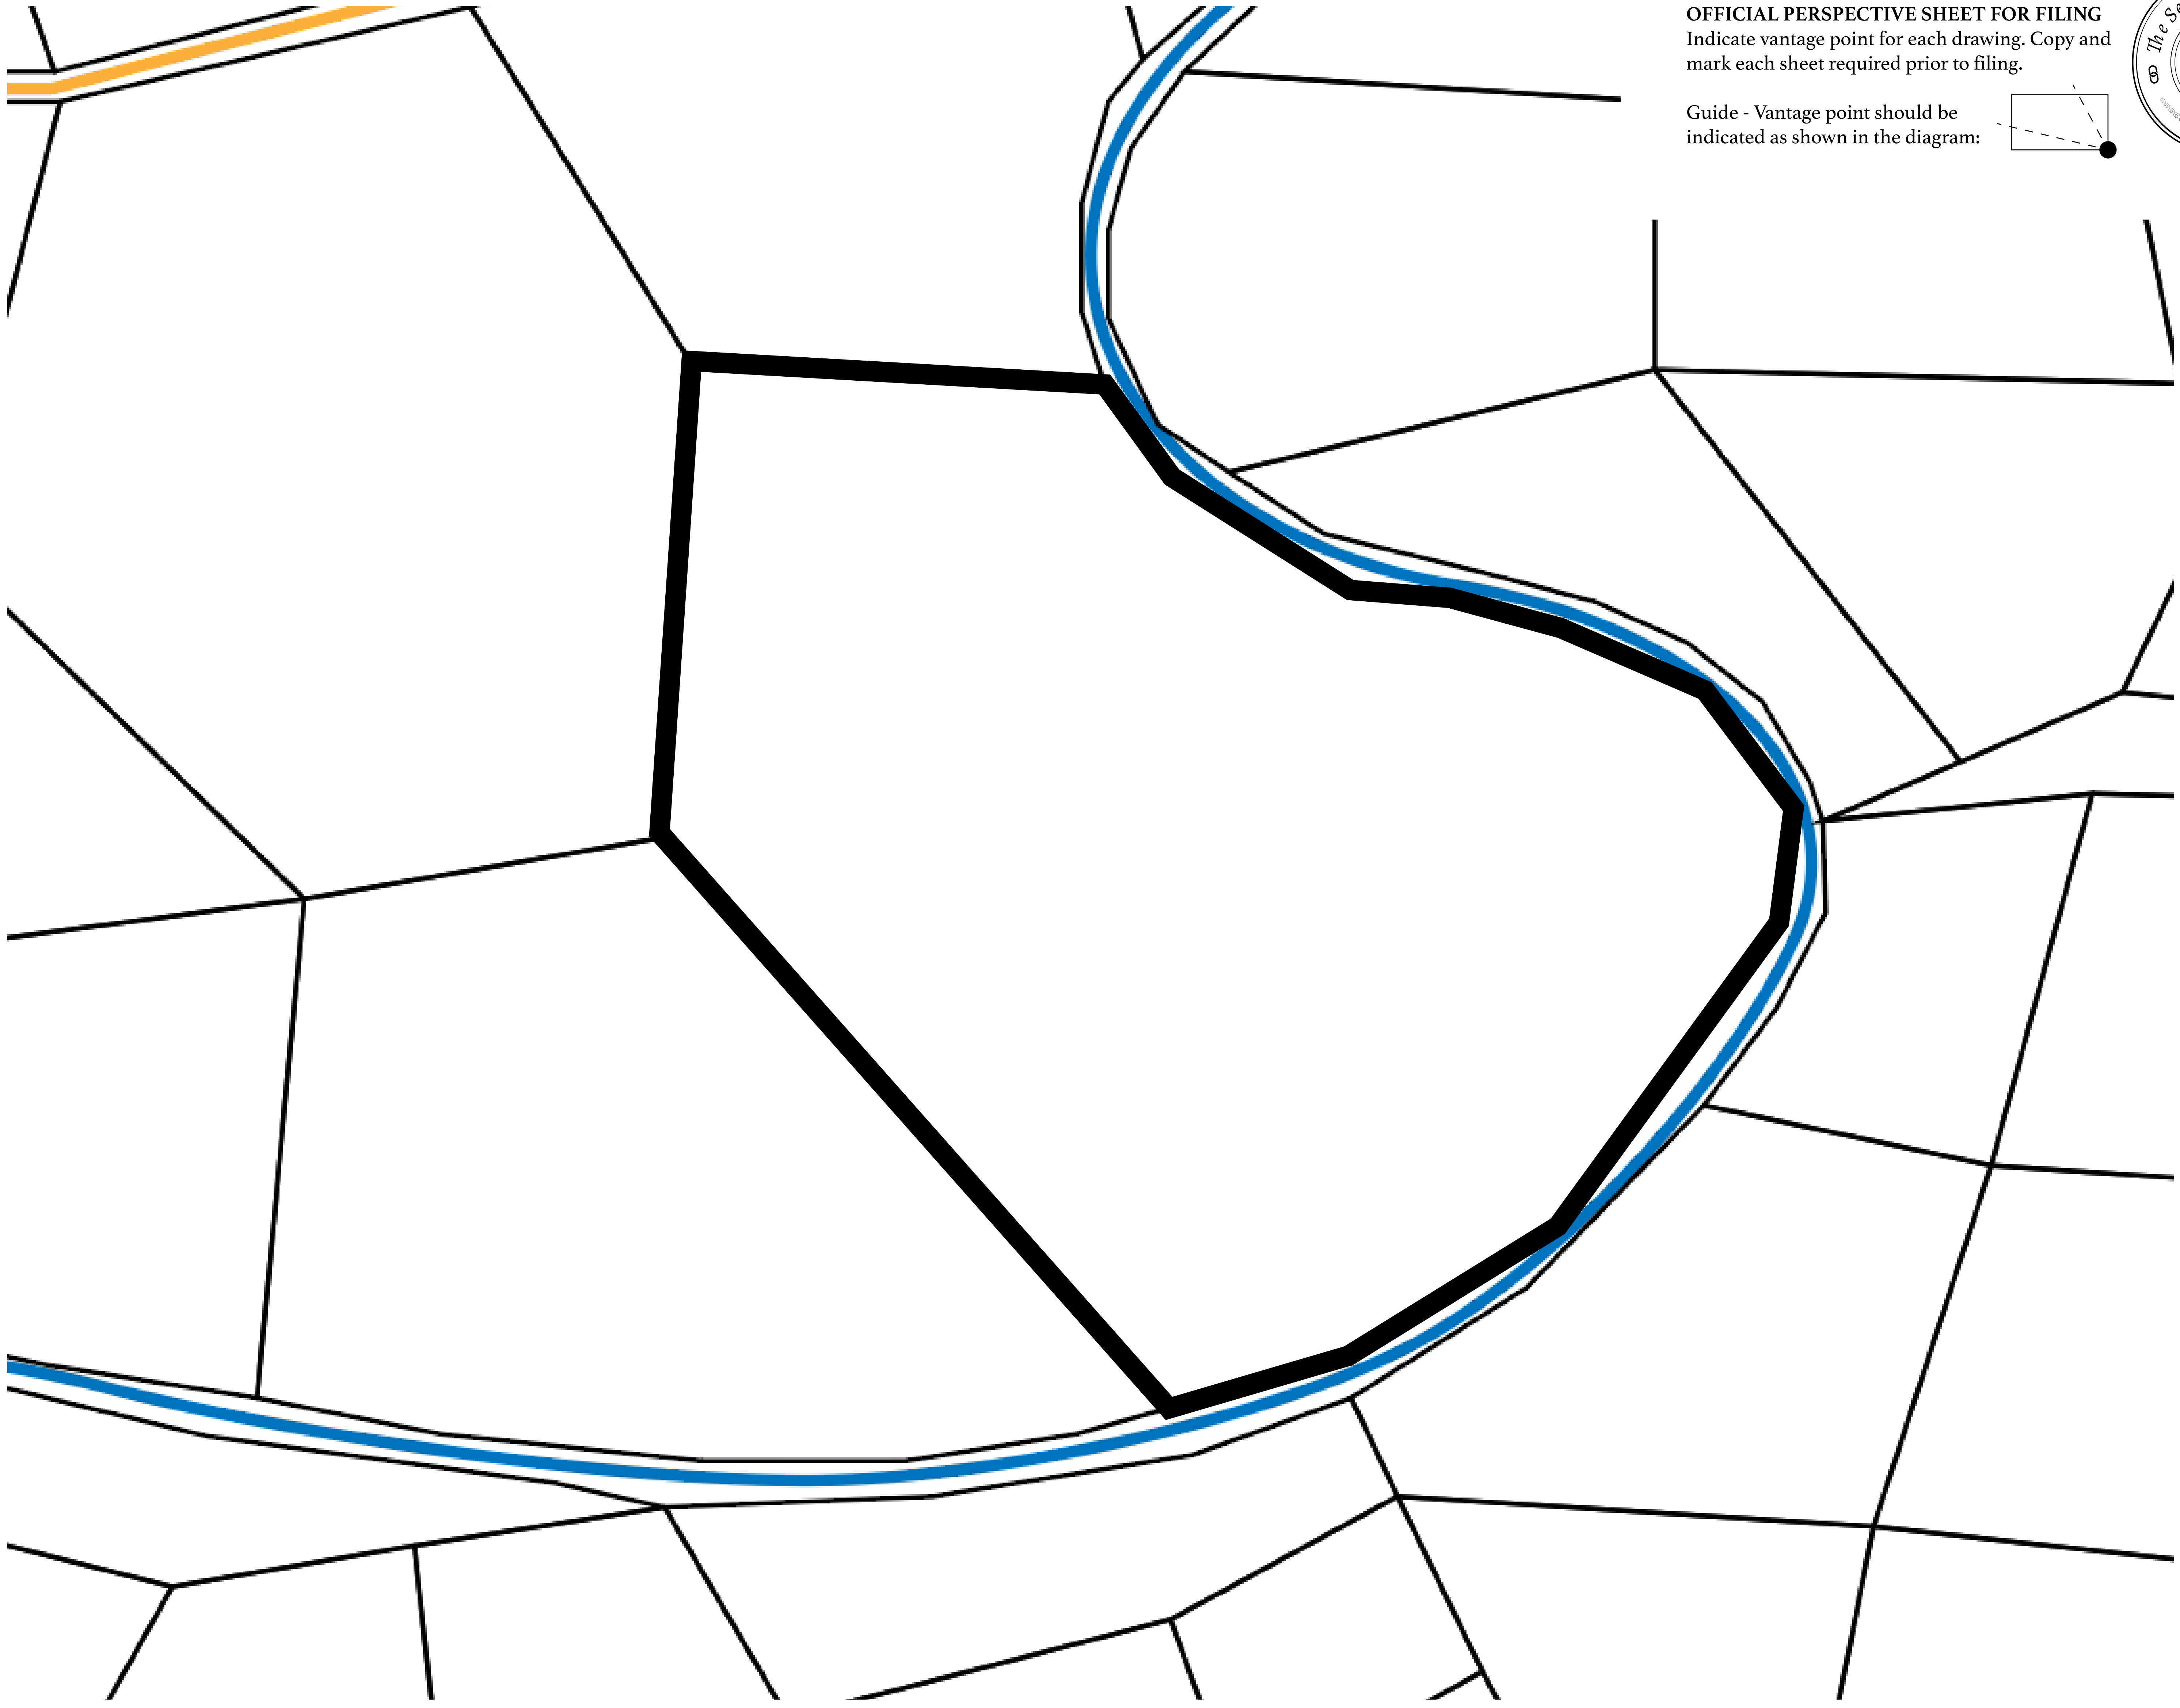 OFFICIAL PERSPECTIVE SHEET FOR FILING
Indicate vantage point for each drawing. Copy and
mark each sheet required prior to filing.
Guide - Vantage point should be
indicated as shown in the diagram:
The